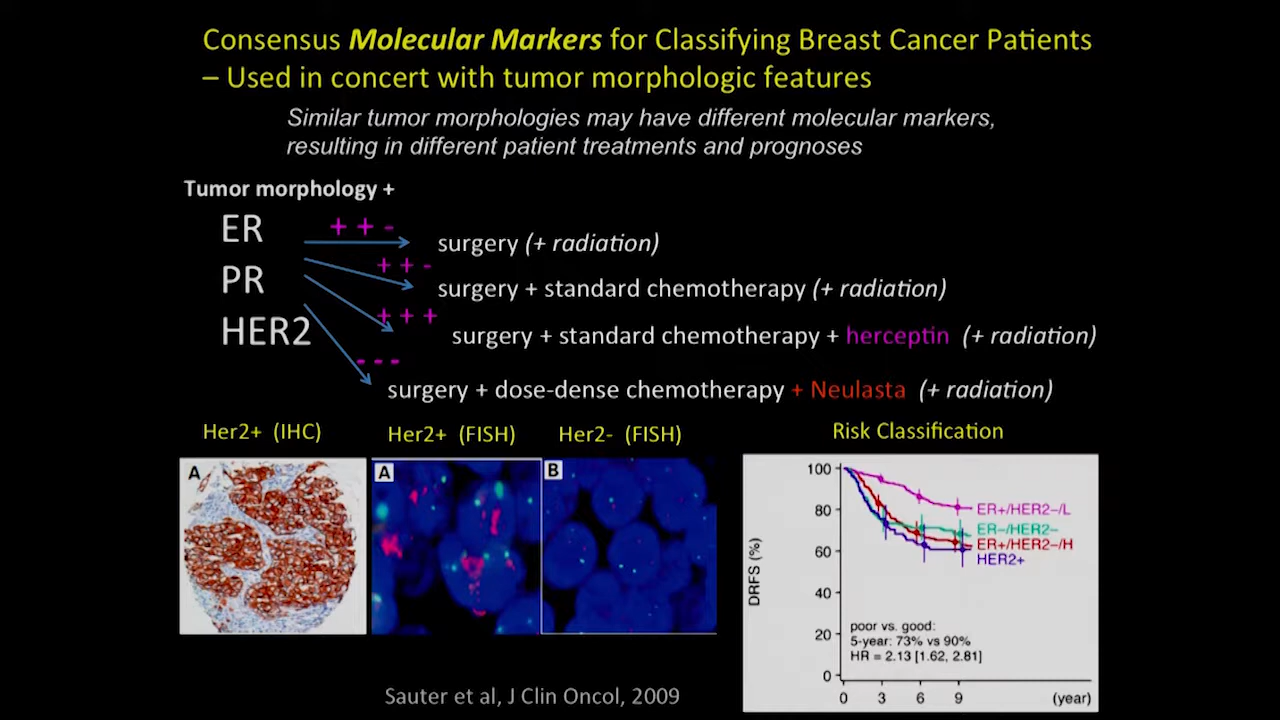 Consensus Molecular Markers for Classifying Breast Cancer Patients
– Used in concert with tumor morphologic features
Similar tumor morphologies may have different molecular markers,
resulting in different patient treatments and prognoses
Tumor morphology +
ER
PR
HER2
+ + -
surgery (+ radiation)
+ + -
surgery + standard chemotherapy (+ radiation)
+ + +
surgery + standard chemotherapy + herceptin (+ radiation)
- - -
surgery + dose-dense chemotherapy + Neulasta (+ radiation)
Her2+ (IHC)
Her2+ (FISH)
Her2- (FISH)
Risk Classification
A
A
B
DRFS (%)
100
80
60
40
20
0
ER+/HER2−/L
ER−/HER2−
ER+/HER2−/H
HER2+
poor vs. good:
5-year: 73% vs 90%
HR = 2.13 [1.62, 2.81]
0 3 6 9 (year)
Sauter et al, J Clin Oncol, 2009